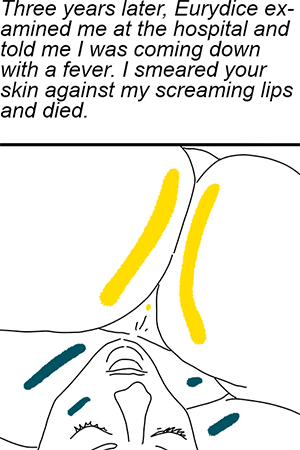 Three years later, Eurydice ex-
amined me at the hospital and
told me I was coming down
with a fever. I smeared your
skin against my screaming lips
and died.